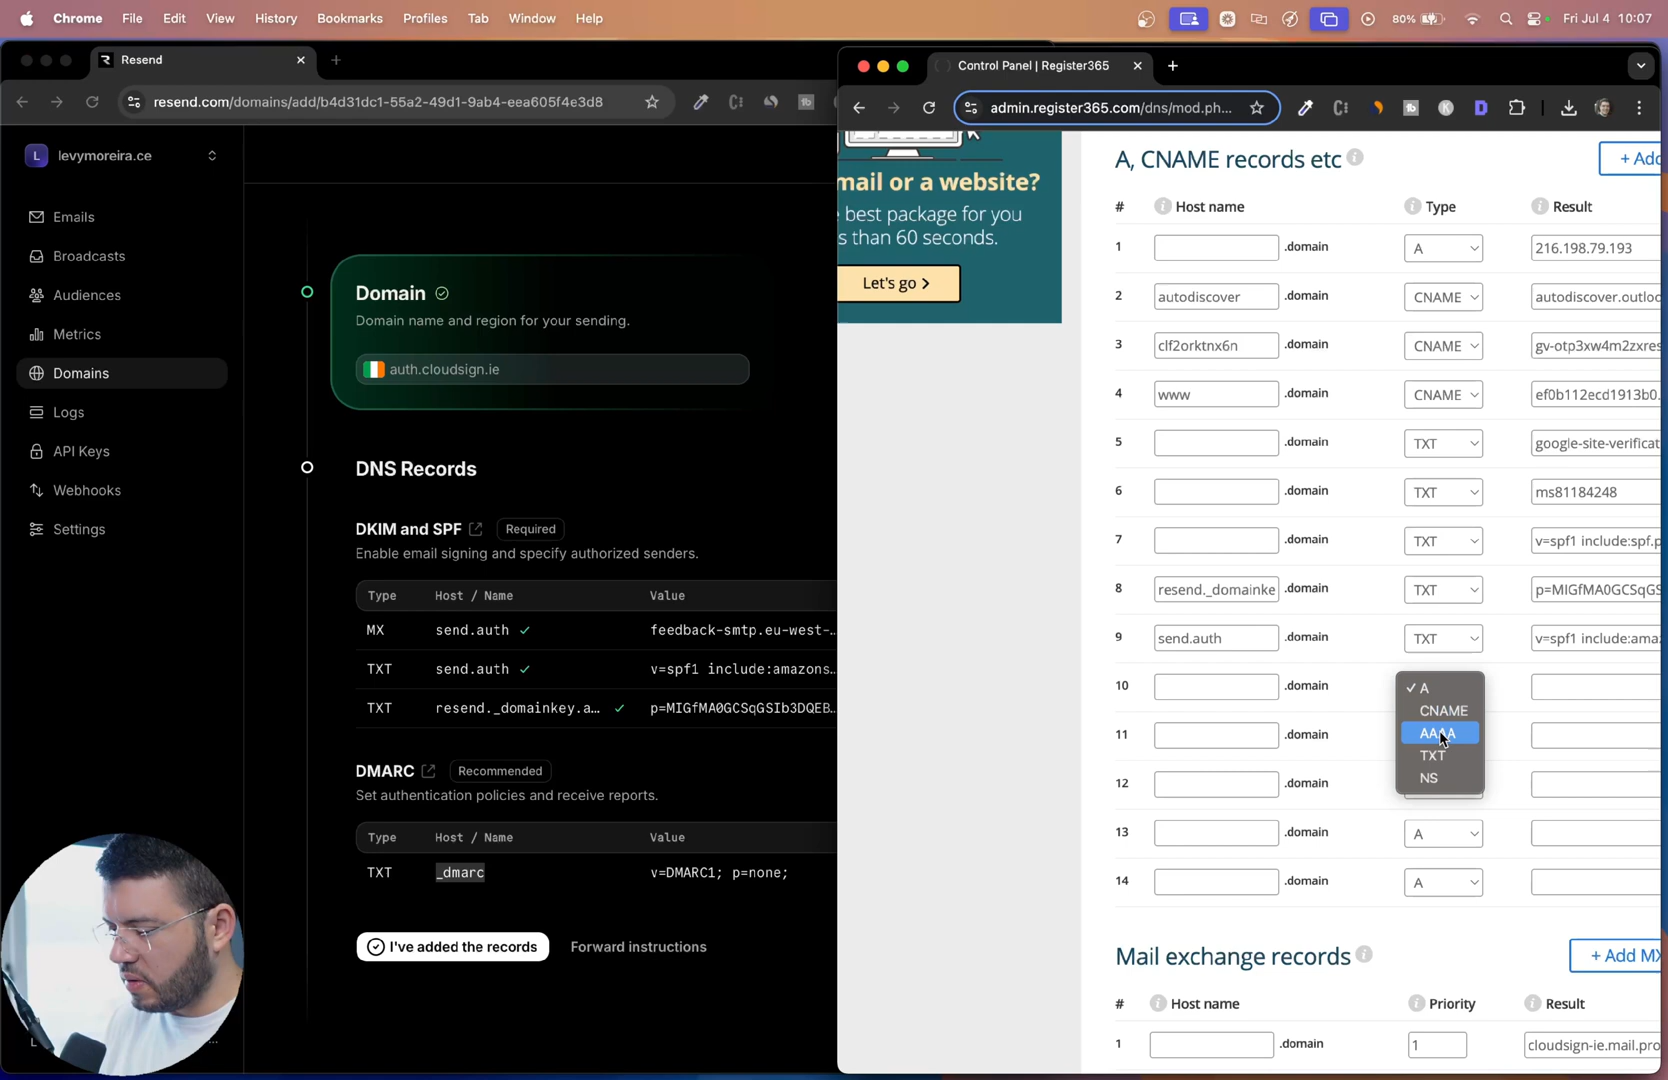 Chrome File Edit View History Bookmarks Profiles Tab Window Help
80% Fri Jul 4 10:07
Resend
resend.com/domains/add/b4d31dc1-55a2-49d1-9ab4-eea605f4e3d8
levymoreira.ce
Emails
Broadcasts
Audiences
Metrics
Domains
Logs
API Keys
Webhooks
Settings
Domain
Domain name and region for your sending.
auth.cloudsign.ie
DNS Records
DKIM and SPF Required
Enable email signing and specify authorized senders.
Type Host / Name Value
MX send.auth feedback-smtp.eu-west-…
TXT send.auth v=spf1 include:amazons…
TXT resend._domainkey.a… p=MIGfMA0GCSqGSIb3DQEB…
DMARC Recommended
Set authentication policies and receive reports.
Type Host / Name Value
TXT _dmarc v=DMARC1; p=none;
I've added the records Forward instructions
Control Panel | Register365
admin.register365.com/dns/mod.ph...
mail or a website?
best package for you
s than 60 seconds.
Let's go
A, CNAME records etc + Add
# Host name Type Result
1 .domain A 216.198.79.193
2 autodiscover .domain CNAME autodiscover.outloo
3 clf2orktnx6n .domain CNAME gv-otp3xw4m2zxres
4 www .domain CNAME ef0b112ecd1913b0.
5 .domain TXT google-site-verificat
6 .domain TXT ms81184248
7 .domain TXT v=spf1 include:spf.p
8 resend._domainke .domain TXT p=MIGfMA0GCSqGS
9 send.auth .domain TXT v=spf1 include:ama
10 .domain A
CNAME
11 .domain AAAA
TXT
12 .domain NS
13 .domain A
14 .domain A
Mail exchange records + Add MX
# Host name Priority Result
1 .domain 1 cloudsign-ie.mail.pro